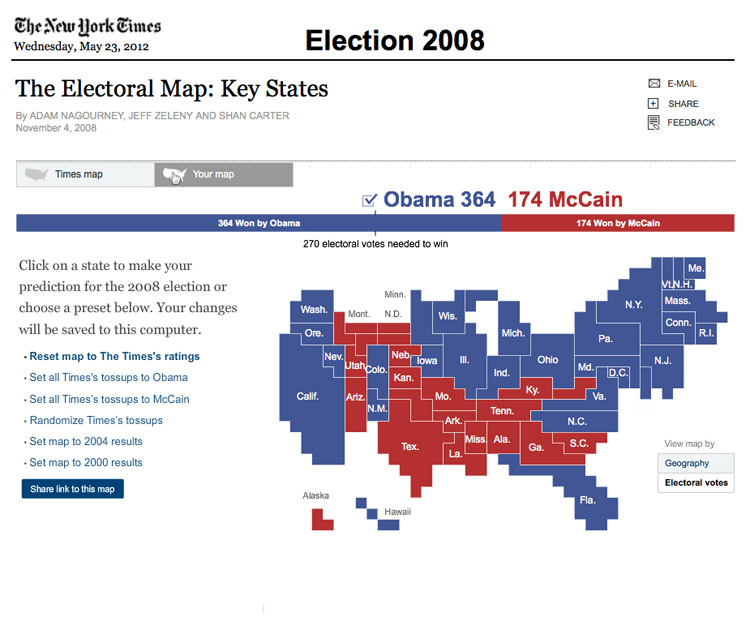 The New York Times
Wednesday, May 23, 2012
Election 2008
The Electoral Map: Key States
By ADAM NAGOURNEY, JEFF ZELENY AND SHAN CARTER
November 4, 2008
E-MAIL
SHARE
FEEDBACK
Times map
Your map
Obama 364 174 McCain
364 Won by Obama
174 Won by McCain
270 electoral votes needed to win
Click on a state to make your
prediction for the 2008 election or
choose a preset below. Your changes
will be saved to this computer.
· Reset map to The Times's ratings
· Set all Times's tossups to Obama
· Set all Times's tossups to McCain
· Randomize Times's tossups
· Set map to 2004 results
· Set map to 2000 results
Share link to this map
Me.
Vt.
N.H.
Minn.
Wash.
Mont.
N.D.
Wis.
N.Y.
Mass.
Ore.
Mich.
Conn.
R.I.
Pa.
Nev.
Utah
Colo.
Neb.
Iowa
Ill.
Ind.
Ohio
Md.
D.C.
N.J.
Kan.
Calif.
Ariz.
N.M.
Mo.
Ky.
Va.
Tenn.
N.C.
Ark.
Tex.
La.
Miss.
Ala.
Ga.
S.C.
View map by
Geography
Electoral votes
Alaska
Hawaii
Fla.